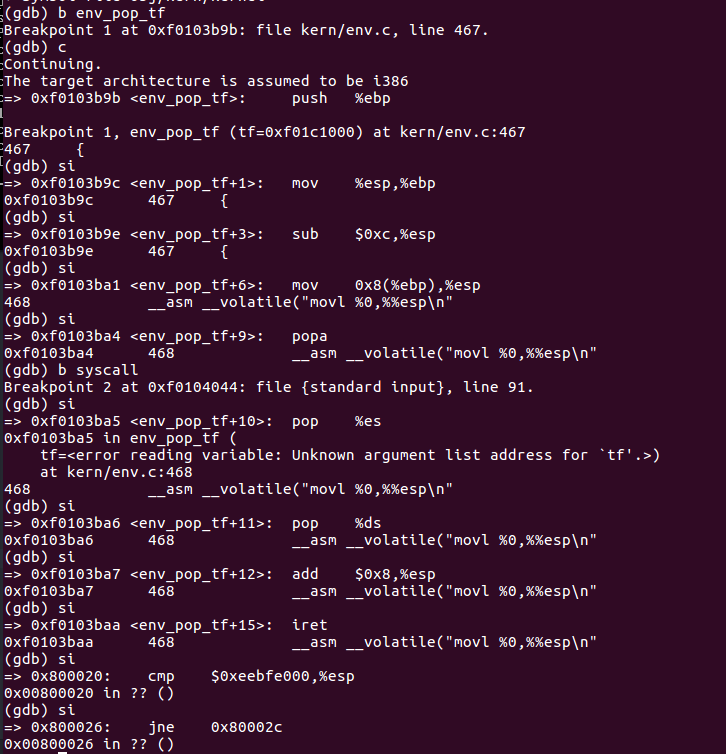 (gdb) b env_pop_tf
Breakpoint 1 at 0xf0103b9b: file kern/env.c, line 467.
(gdb) c
Continuing.
The target architecture is assumed to be i386
=> 0xf0103b9b <env_pop_tf>:     push   %ebp

Breakpoint 1, env_pop_tf (tf=0xf01c1000) at kern/env.c:467
467     {
(gdb) si
=> 0xf0103b9c <env_pop_tf+1>:   mov    %esp,%ebp
0xf0103b9c      467     {
(gdb) si
=> 0xf0103b9e <env_pop_tf+3>:   sub    $0xc,%esp
0xf0103b9e      467     {
(gdb) si
=> 0xf0103ba1 <env_pop_tf+6>:   mov    0x8(%ebp),%esp
468             __asm __volatile("movl %0,%%esp\n"
(gdb) si
=> 0xf0103ba4 <env_pop_tf+9>:   popa
0xf0103ba4      468             __asm __volatile("movl %0,%%esp\n"
(gdb) b syscall
Breakpoint 2 at 0xf0104044: file {standard input}, line 91.
(gdb) si
=> 0xf0103ba5 <env_pop_tf+10>:  pop    %es
0xf0103ba5 in env_pop_tf (
    tf=<error reading variable: Unknown argument list address for `tf'.>)
    at kern/env.c:468
468             __asm __volatile("movl %0,%%esp\n"
(gdb) si
=> 0xf0103ba6 <env_pop_tf+11>:  pop    %ds
0xf0103ba6      468             __asm __volatile("movl %0,%%esp\n"
(gdb) si
=> 0xf0103ba7 <env_pop_tf+12>:  add    $0x8,%esp
0xf0103ba7      468             __asm __volatile("movl %0,%%esp\n"
(gdb) si
=> 0xf0103baa <env_pop_tf+15>:  iret
0xf0103baa      468             __asm __volatile("movl %0,%%esp\n"
(gdb) si
=> 0x800020:    cmp    $0xeebfe000,%esp
0x00800020 in ?? ()
(gdb) si
=> 0x800026:    jne    0x80002c
0x00800026 in ?? ()